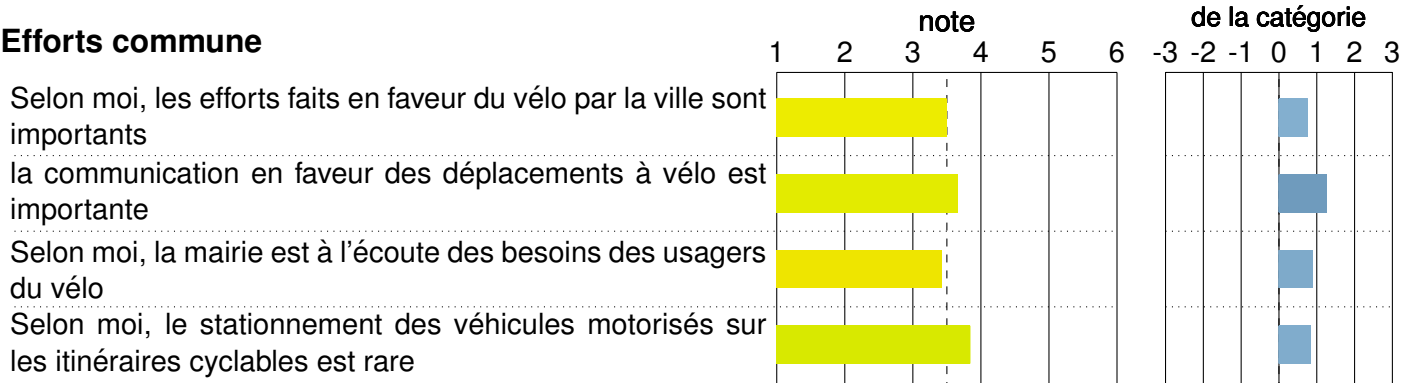 note
de la catégorie
Efforts commune
1 2 3 4 5 6
-3 -2 -1 0 1 2 3
Selon moi, les efforts faits en faveur du vélo par la ville sont
importants
la communication en faveur des déplacements à vélo est
importante
Selon moi, la mairie est à l'écoute des besoins des usagers
du vélo
Selon moi, le stationnement des véhicules motorisés sur
les itinéraires cyclables est rare